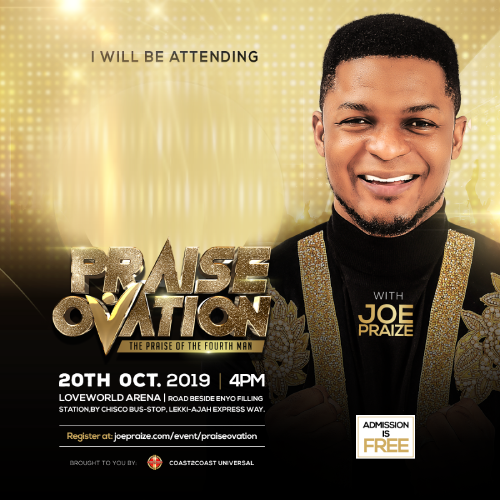 I WILL BE ATTENDING
PRAISE
OVATION
THE PRAISE OF THE FOURTH MAN
20TH OCT. 2019 | 4PM
LOVEWORLD ARENA | ROAD BESIDE ENYO FILLING
STATION,BY CHISCO BUS-STOP, LEKKI-AJAH EXPRESS WAY.
Register at: joepraize.com/event/praiseovation
BROUGHT TO YOU BY: COAST2COAST UNIVERSAL
WITH
JOE
PRAIZE
ADMISSION
IS
FREE